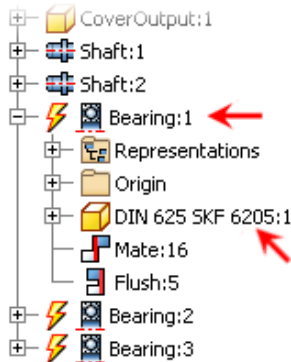 CoverOutput:1
Shaft:1
Shaft:2
Bearing:1
Representations
Origin
DIN 625 SKF 6205:1
Mate:16
Flush:5
Bearing:2
Bearing:3